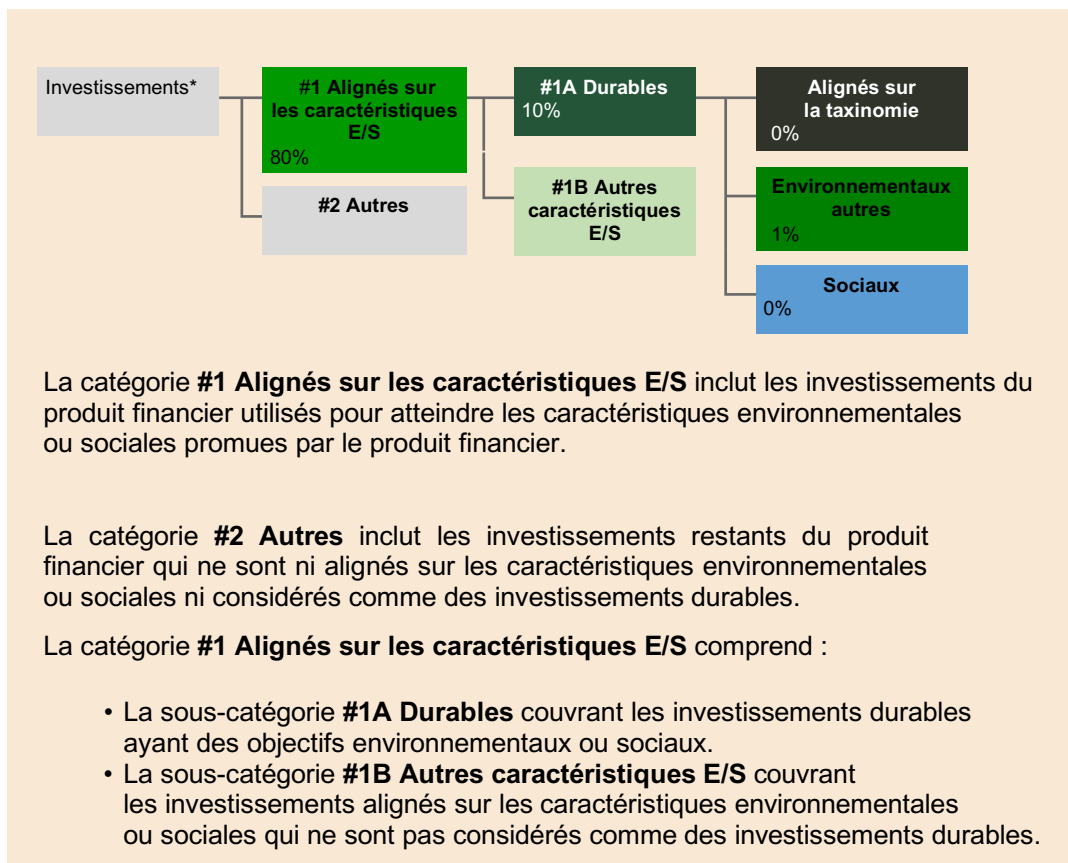 Investissements*
#1 Alignés sur
les caractéristiques
E/S
80%
#2 Autres
#1A Durables
10%
#1B Autres
caractéristiques
E/S
Alignés sur
la taxinomie
0%
Environnementaux
autres
1%
Sociaux
0%
La catégorie #1 Alignés sur les caractéristiques E/S inclut les investissements du
produit financier utilisés pour atteindre les caractéristiques environnementales
ou sociales promues par le produit financier.
La catégorie #2 Autres inclut les investissements restants du produit
financier qui ne sont ni alignés sur les caractéristiques environnementales
ou sociales ni considérés comme des investissements durables.
La catégorie #1 Alignés sur les caractéristiques E/S comprend :
• La sous-catégorie #1A Durables couvrant les investissements durables
ayant des objectifs environnementaux ou sociaux.
• La sous-catégorie #1B Autres caractéristiques E/S couvrant
les investissements alignés sur les caractéristiques environnementales
ou sociales qui ne sont pas considérés comme des investissements durables.